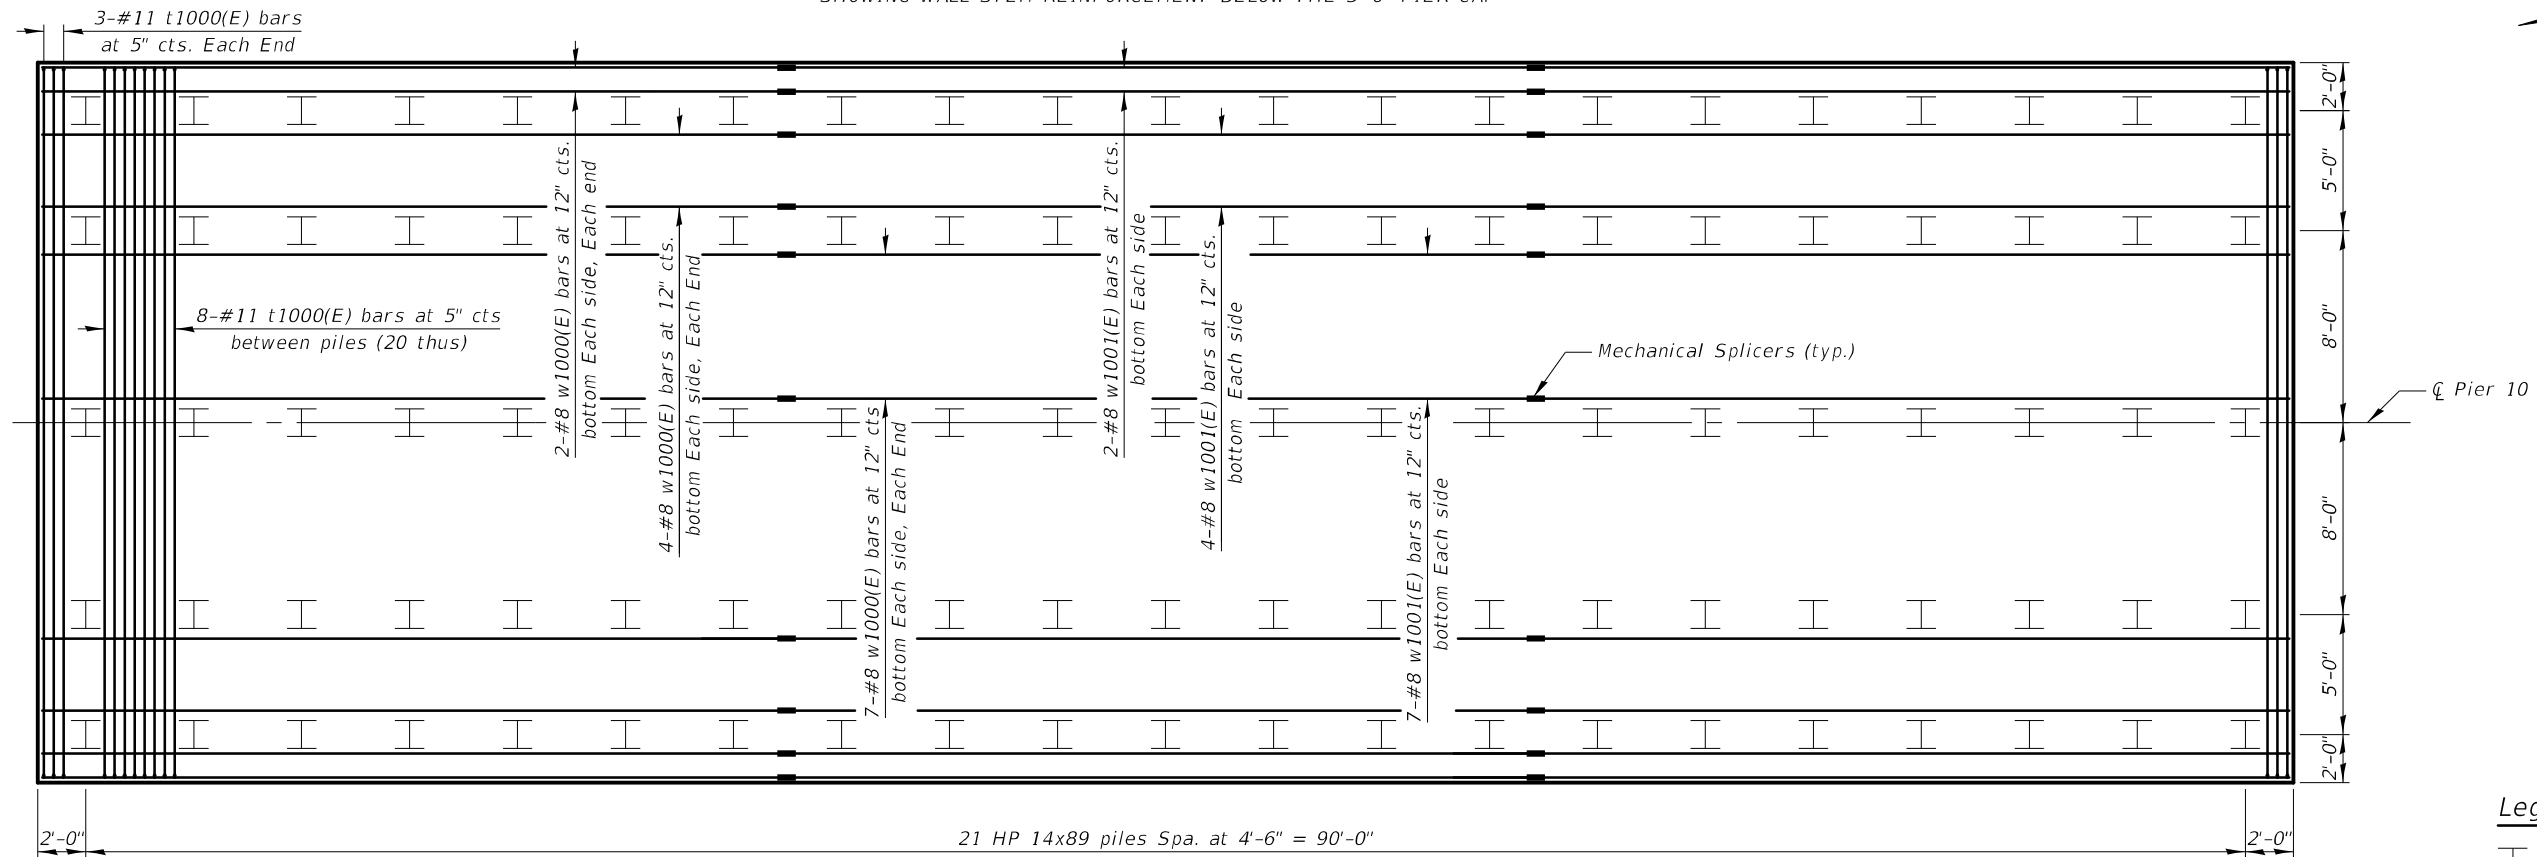 3-#11 t1000(E) bars
at 5" cts. Each End
2-#8 w1000(E) bars at 12" cts.
bottom Each side, Each end
4-#8 w1000(E) bars at 12" cts.
bottom Each side, Each End
7-#8 w1000(E) bars at 12" cts
bottom Each side, Each End
2-#8 w1001(E) bars at 12" cts.
bottom Each side
4-#8 w1001(E) bars at 12" cts.
bottom Each side
7-#8 w1001(E) bars at 12" cts.
bottom Each side
8-#11 t1000(E) bars at 5" cts
between piles (20 thus)
Mechanical Splicers (typ.)
℄ Pier 10
2'-0"
5'-0"
8'-0"
8'-0"
5'-0"
2'-0"
2'-0"
21 HP 14x89 piles Spa. at 4'-6" = 90'-0"
2'-0"
Leg